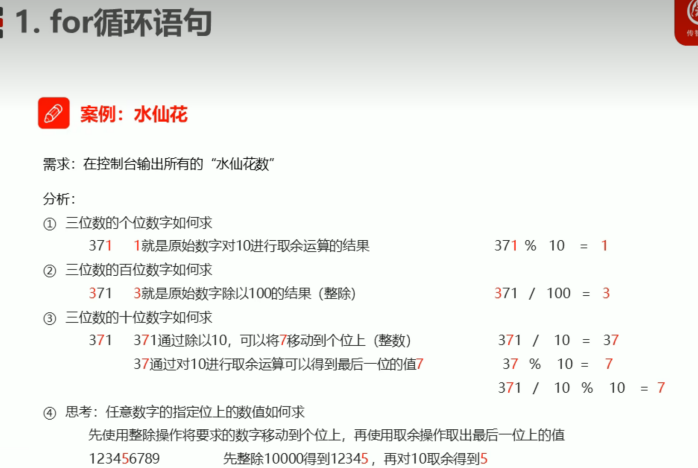 1. for循环语句
案例：水仙花
需求：在控制台输出所有的“水仙花数”
分析：
① 三位数的个位数字如何求
371 1就是原始数字对10进行取余运算的结果 371 % 10 = 1
② 三位数的百位数字如何求
371 3就是原始数字除以100的结果（整除） 371 / 100 = 3
③ 三位数的十位数字如何求
371 371通过除以10，可以将7移动到个位上（整数） 371 / 10 = 37
37通过对10进行取余运算可以得到最后一位的值7 37 % 10 = 7
371 / 10 % 10 = 7
④ 思考：任意数字的指定位上的数值如何求
先使用整除操作将要求的数字移动到个位上，再使用取余操作取出最后一位上的值
123456789 先整除10000得到12345，再对10取余得到5